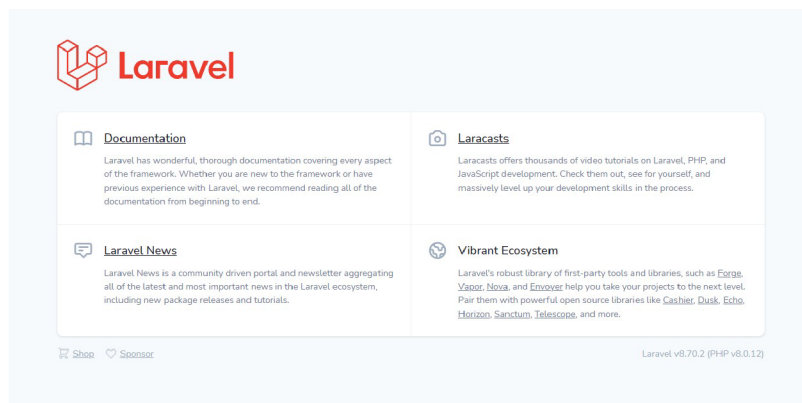 Laravel
Documentation
Laravel has wonderful, thorough documentation covering every aspect
of the framework. Whether you are new to the framework or have
previous experience with Laravel, we recommend reading all of the
documentation from beginning to end.
Laracasts
Laracasts offers thousands of video tutorials on Laravel, PHP, and
JavaScript development. Check them out, see for yourself, and
massively level up your development skills in the process.
Laravel News
Laravel News is a community driven portal and newsletter aggregating
all of the latest and most important news in the Laravel ecosystem,
including new package releases and tutorials.
Vibrant Ecosystem
Laravel's robust library of first-party tools and libraries, such as Forge,
Vapor, Nova, and Envoyer help you take your projects to the next level.
Pair them with powerful open source libraries like Cashier, Dusk, Echo,
Horizon, Sanctum, Telescope, and more.
Shop Sponsor
Laravel v8.70.2 (PHP v8.0.12)